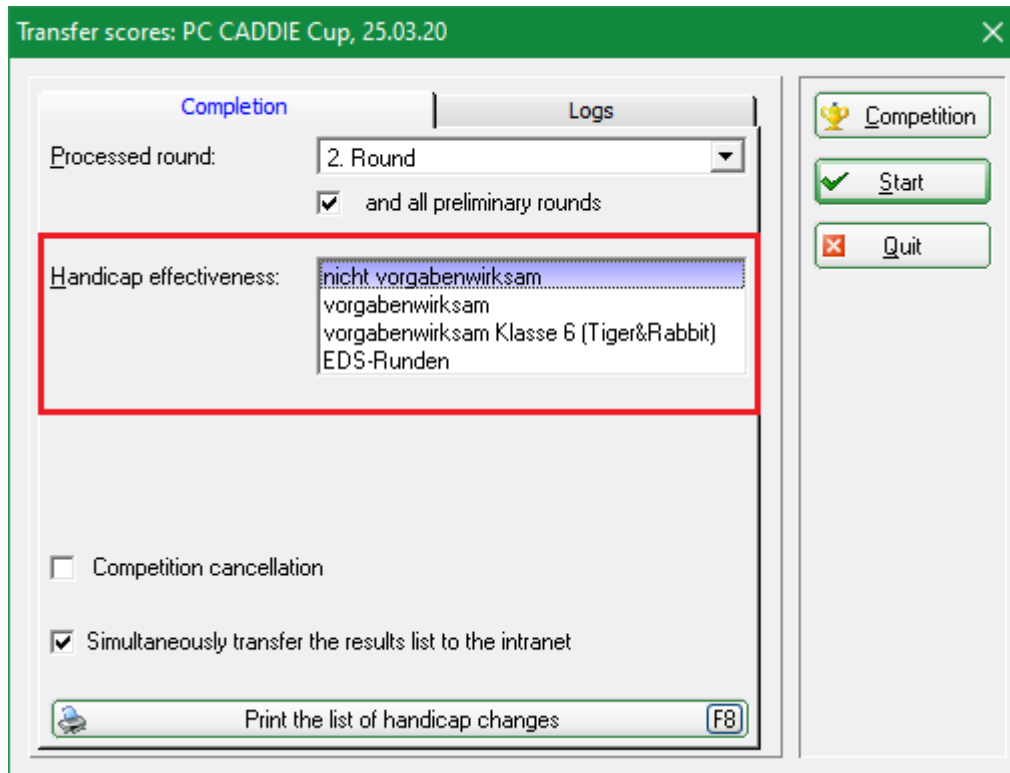 Transfer scores: PC CADDIE Cup, 25.03.20
Completion
Logs
Processed round:
2. Round
and all preliminary rounds
Handicap effectiveness:
nicht vorgabenwirksam
vorgabenwirksam
vorgabenwirksam Klasse 6 (Tiger&Rabbit)
EDS-Runden
Competition cancellation
Simultaneously transfer the results list to the intranet
Print the list of handicap changes
F8
Competition
Start
Quit